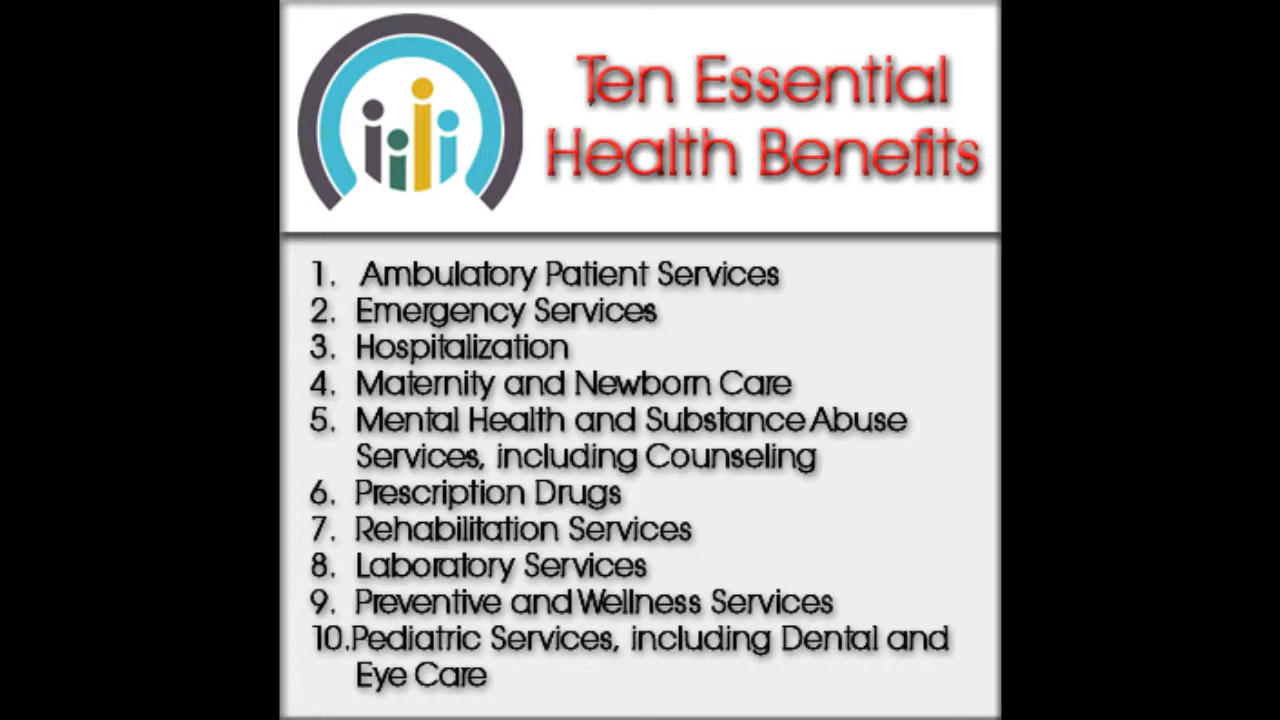 Ten Essential
Health Benefits
1. Ambulatory Patient Services
2. Emergency Services
3. Hospitalization
4. Maternity and Newborn Care
5. Mental Health and Substance Abuse
Services, including Counseling
6. Prescription Drugs
7. Rehabilitation Services
8. Laboratory Services
9. Preventive and Wellness Services
10. Pediatric Services, including Dental and
Eye Care